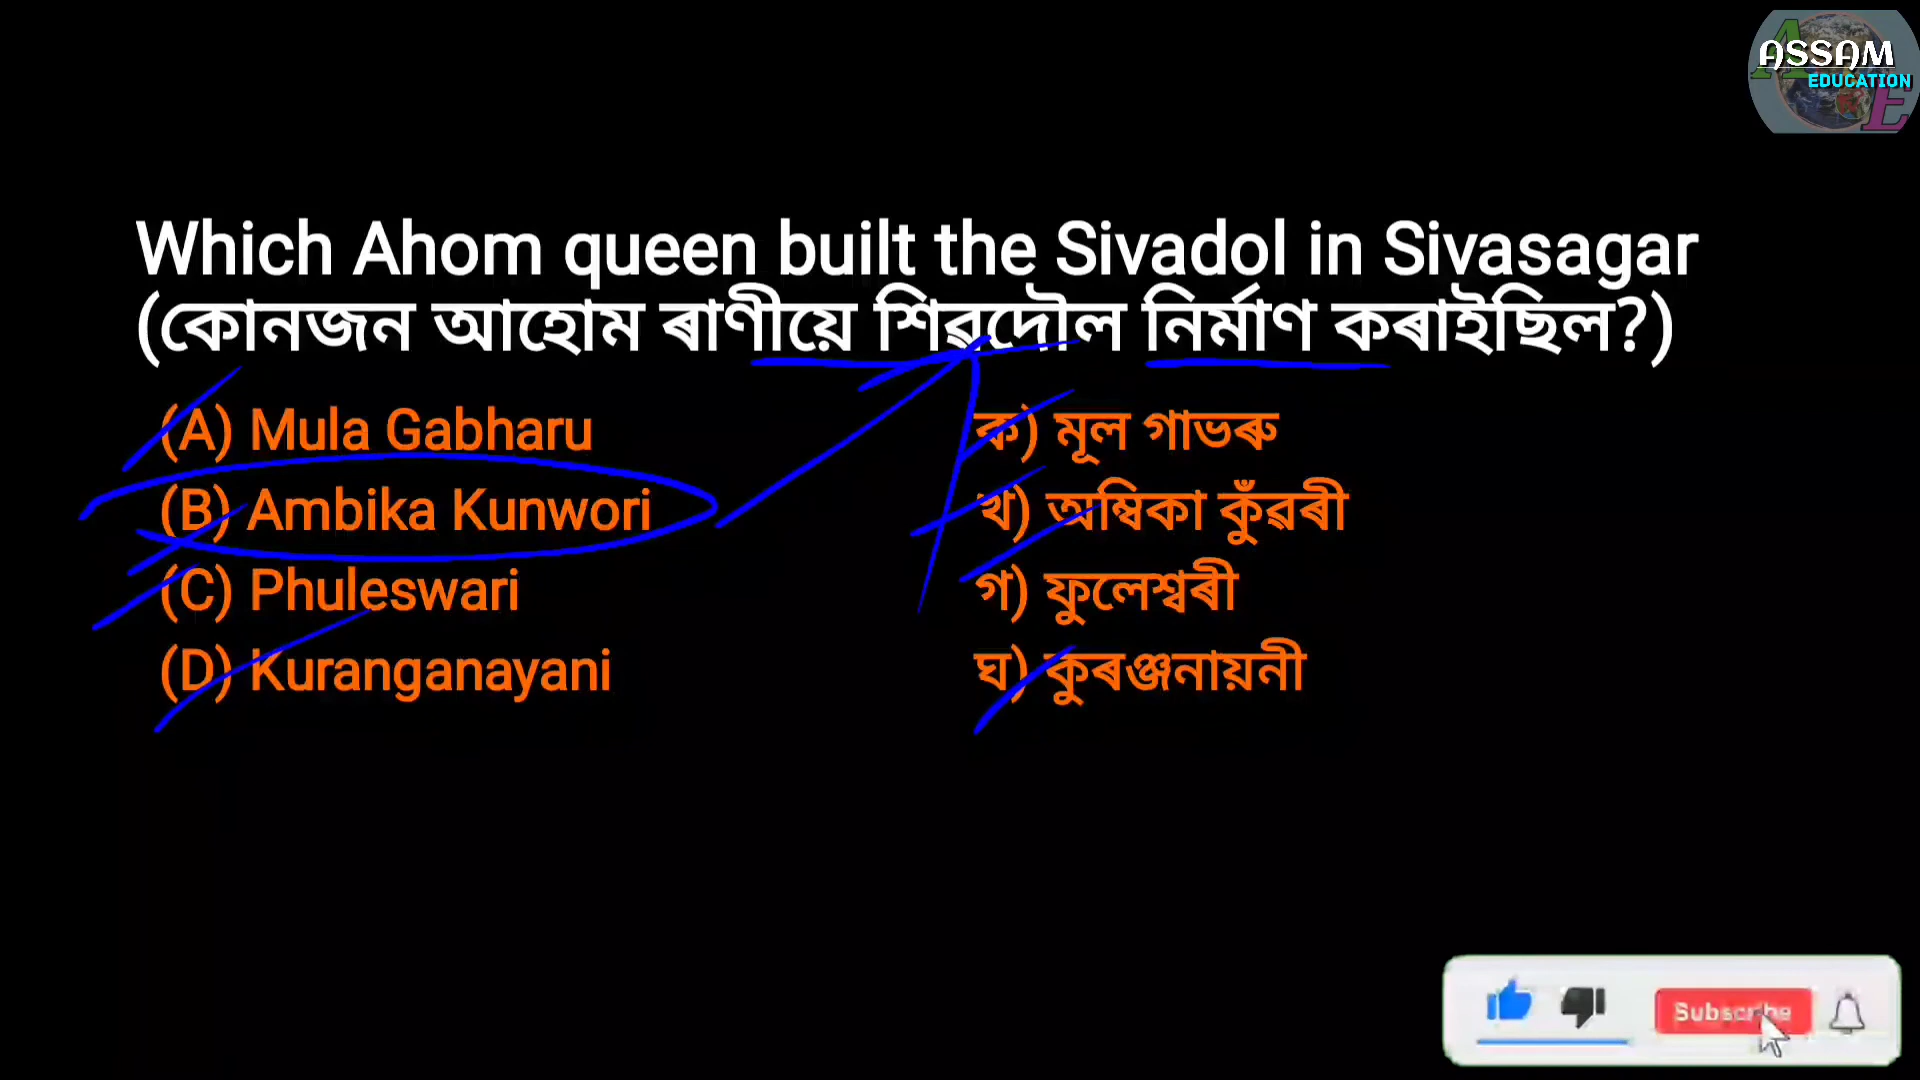 ASSAM
EDUCATION
Which Ahom queen built the Sivadol in Sivasagar
(কোনজন আহোম ৰাণীয়ে শিৱদৌল নিৰ্মাণ কৰাইছিল?)
(A) Mula Gabharu ক) মূল গাভৰু
(B) Ambika Kunwori খ) অম্বিকা কুঁৱৰী
(C) Phuleswari গ) ফুলেশ্বৰী
(D) Kuranganayani ঘ) কুৰঞ্জনায়নী
Subscribe